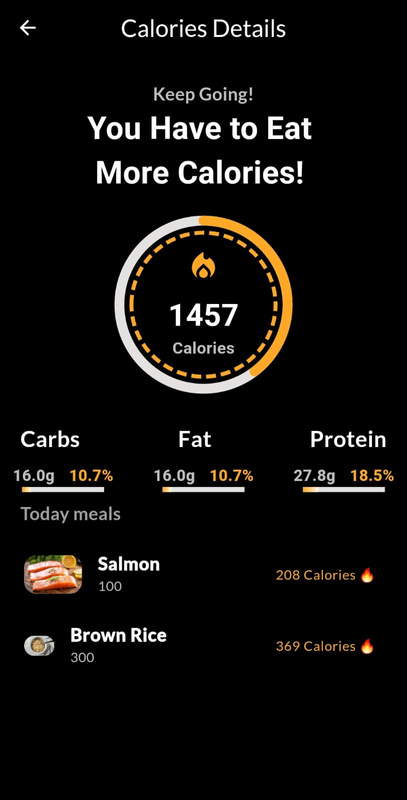 Calories Details
Keep Going!
You Have to Eat
More Calories!
1457
Calories
Carbs Fat Protein
16.0g 10.7% 16.0g 10.7% 27.8g 18.5%
Today meals
Salmon
100
208 Calories 🔥
Brown Rice
300
369 Calories 🔥